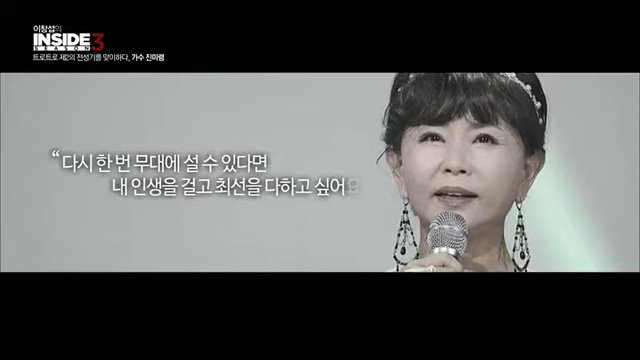 이창섭의
INSIDE 3
SEASON
트로트로 제2의 전성기를 맞이하다, 가수 진미령
“ 다시 한 번 무대에 설 수 있다면
내 인생을 걸고 최선을 다하고 싶어요